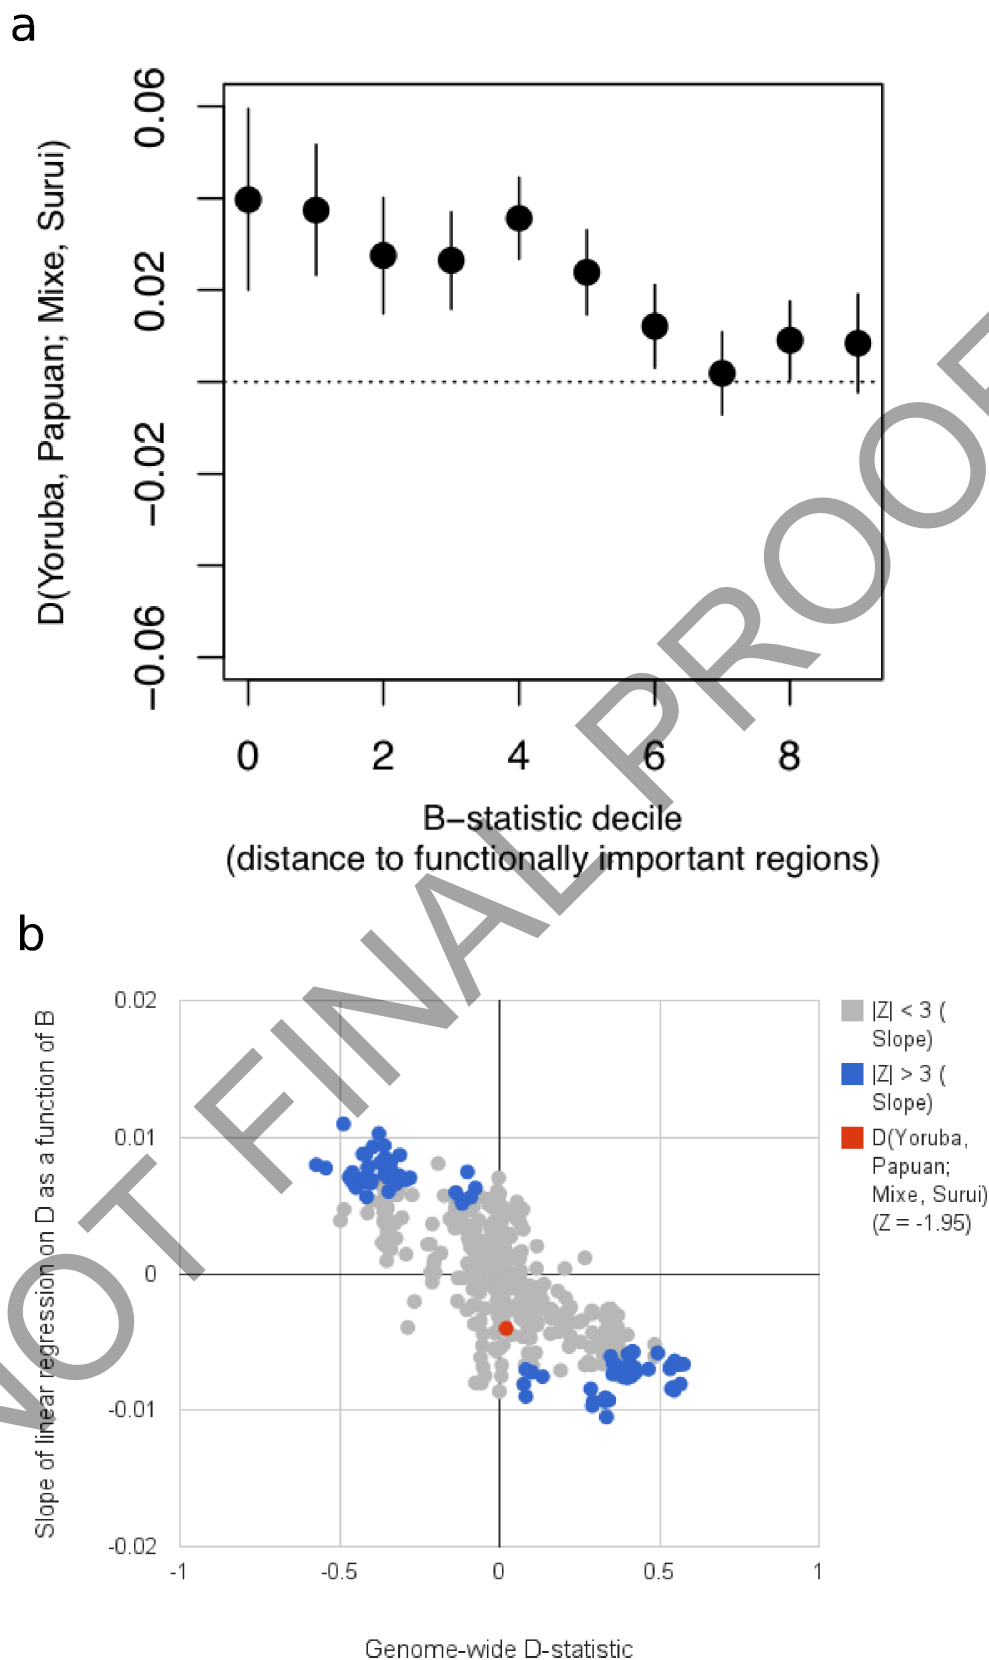 a
D(Yoruba, Papuan; Mixe, Surui)
0.06
0.02
−0.02
−0.06
0 2 4 6 8
B−statistic decile
(distance to functionally important regions)
b
Slope of linear regression on D as a function of B
0.02
0.01
0
-0.01
-0.02
-1 -0.5 0 0.5 1
Genome-wide D-statistic
|Z| < 3 (
Slope)
|Z| > 3 (
Slope)
D(Yoruba,
Papuan;
Mixe, Surui)
(Z = -1.95)
NOT FINAL PROOF